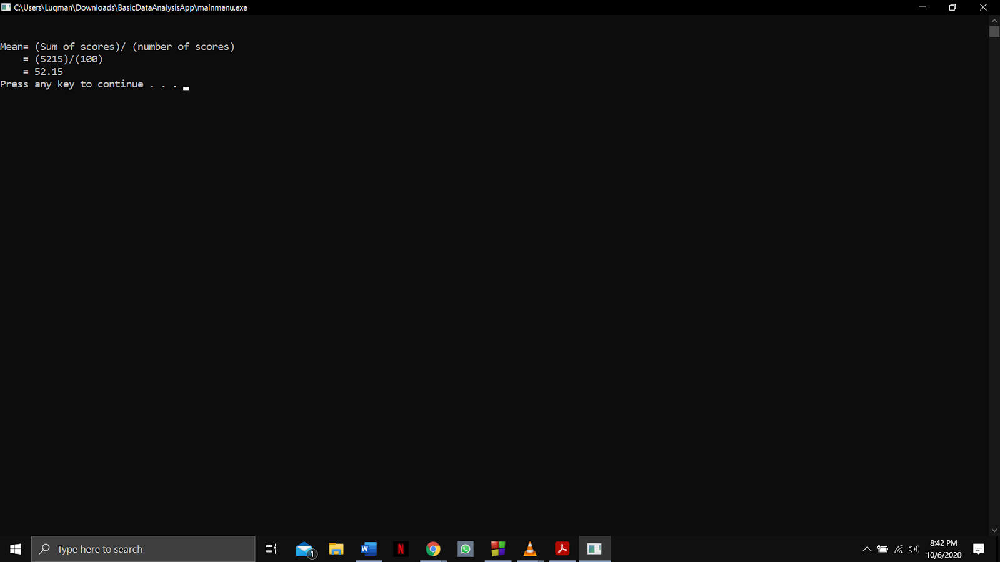 C:\Users\Luqman\Downloads\BasicDataAnalysisApp\mainmenu.exe
Mean= (Sum of scores)/ (number of scores)
    = (5215)/(100)
    = 52.15
Press any key to continue . . .
Type here to search
1
W
N
8:42 PM
10/6/2020